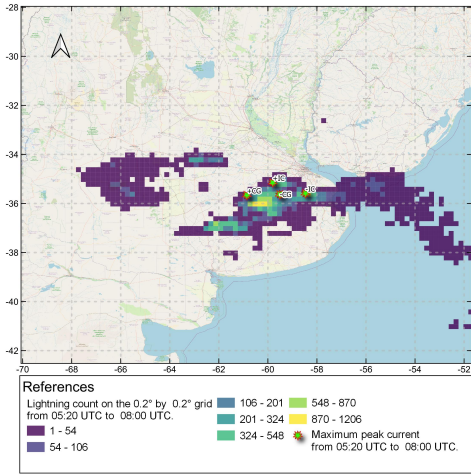 -28
-30
-32
-34
-36
-38
-40
-42
+IC
+CG
-IC
-CG
-70 -68 -66 -64 -62 -60 -58 -56 -54 -52
References
Lightning count on the 0.2° by 0.2° grid
from 05:20 UTC to 08:00 UTC.
1 - 54
54 - 106
106 - 201
201 - 324
324 - 548
548 - 870
870 - 1206
Maximum peak current
from 05:20 UTC to 08:00 UTC.